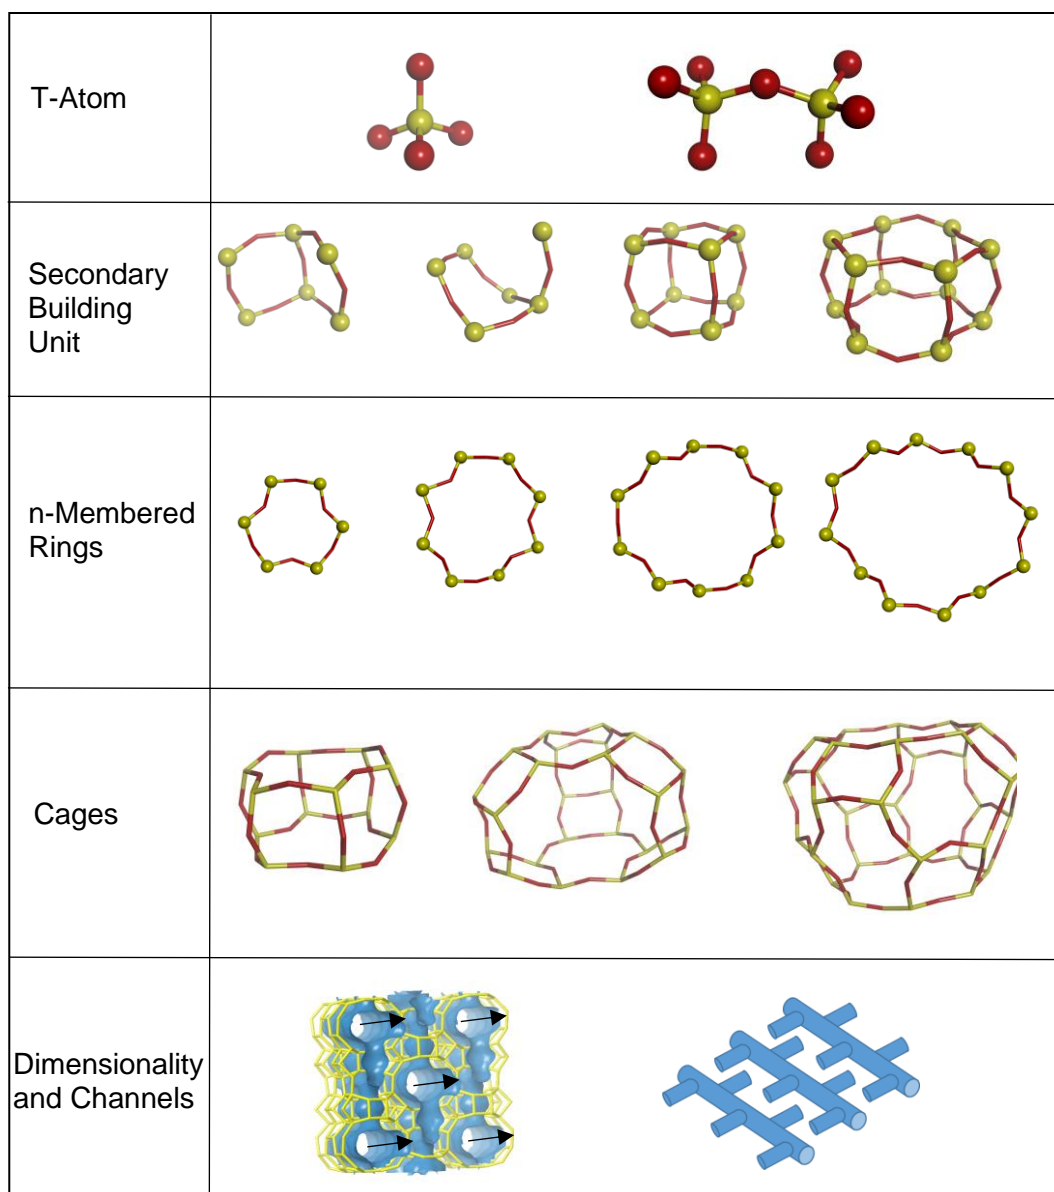 T-Atom
Secondary
Building
Unit
n-Membered
Rings
Cages
Dimensionality
and Channels